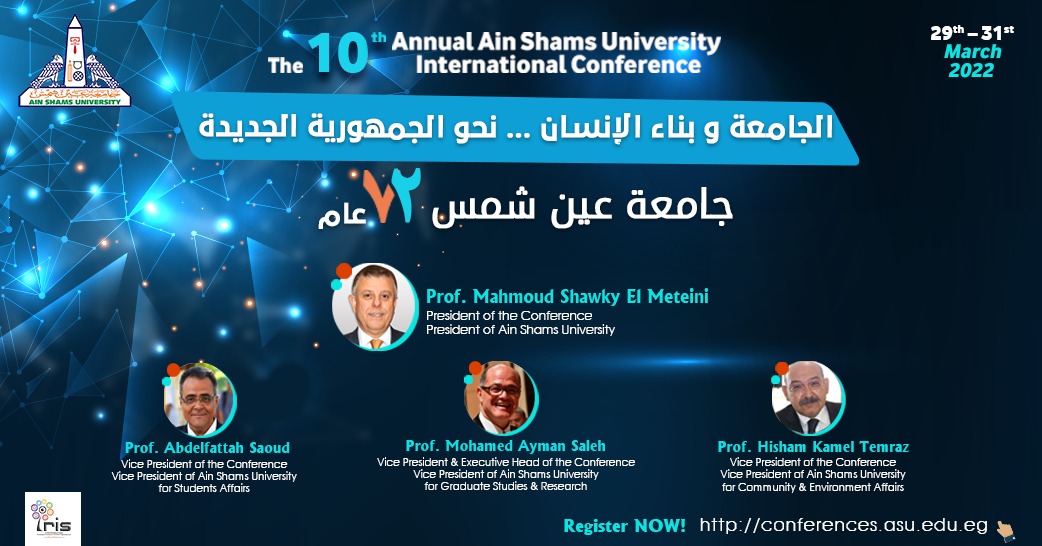 AIN SHAMS UNIVERSITY
The 10th Annual Ain Shams University
International Conference
29th – 31st
March
2022
الجامعة و بناء الإنسان ... نحو الجمهورية الجديدة
جامعة عين شمس ٧٢ عام
Prof. Mahmoud Shawky El Meteini
President of the Conference
President of Ain Shams University
Prof. Abdelfattah Saoud
Vice President of the Conference
Vice President of Ain Shams University
for Students Affairs
Prof. Mohamed Ayman Saleh
Vice President & Executive Head of the Conference
Vice President of Ain Shams University
for Graduate Studies & Research
Prof. Hisham Kamel Temraz
Vice President of the Conference
Vice President of Ain Shams University
for Community & Environment Affairs
iris
Register NOW! http://conferences.asu.edu.eg